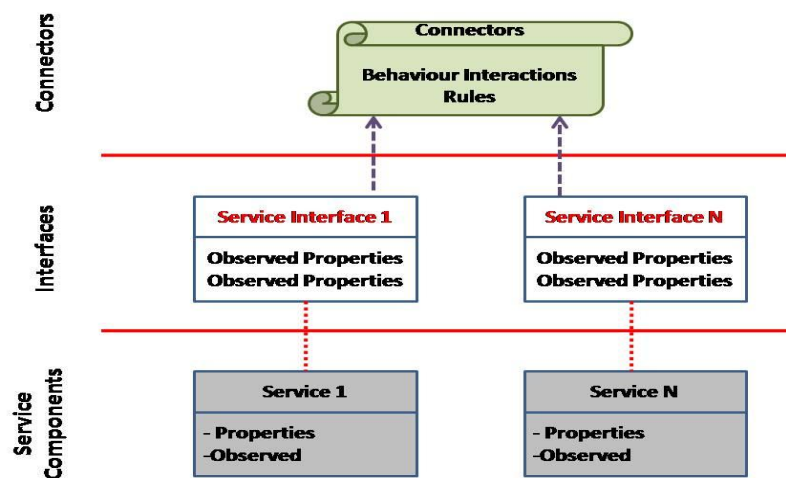 Connectors
Connectors
Behaviour Interactions
Rules
Interfaces
Service Interface 1
Observed Properties
Observed Properties
Service Interface N
Observed Properties
Observed Properties
Service
Components
Service 1
- Properties
-Observed
Service N
- Properties
-Observed